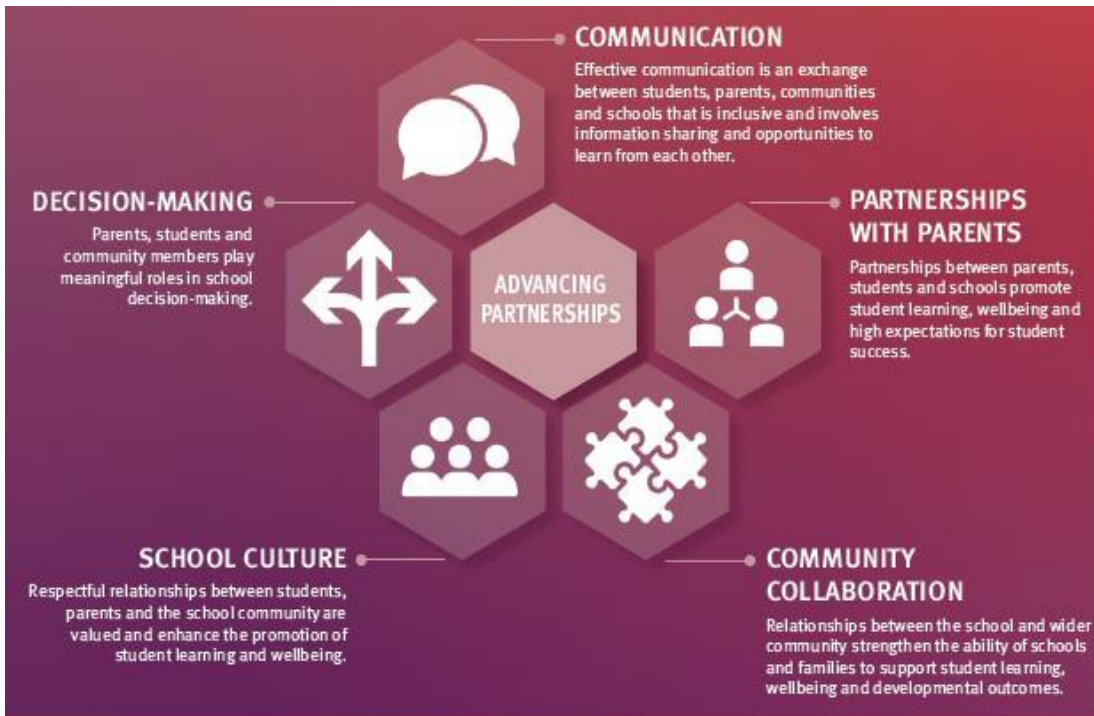 COMMUNICATION
Effective communication is an exchange
between students, parents, communities
and schools that is inclusive and involves
information sharing and opportunities to
learn from each other.
DECISION-MAKING
Parents, students and
community members play
meaningful roles in school
decision-making.
ADVANCING
PARTNERSHIPS
PARTNERSHIPS
WITH PARENTS
Partnerships between parents,
students and schools promote
student learning, wellbeing and
high expectations for student
success.
SCHOOL CULTURE
Respectful relationships between students,
parents and the school community are
valued and enhance the promotion of
student learning and wellbeing.
COMMUNITY
COLLABORATION
Relationships between the school and wider
community strengthen the ability of schools
and families to support student learning,
wellbeing and developmental outcomes.